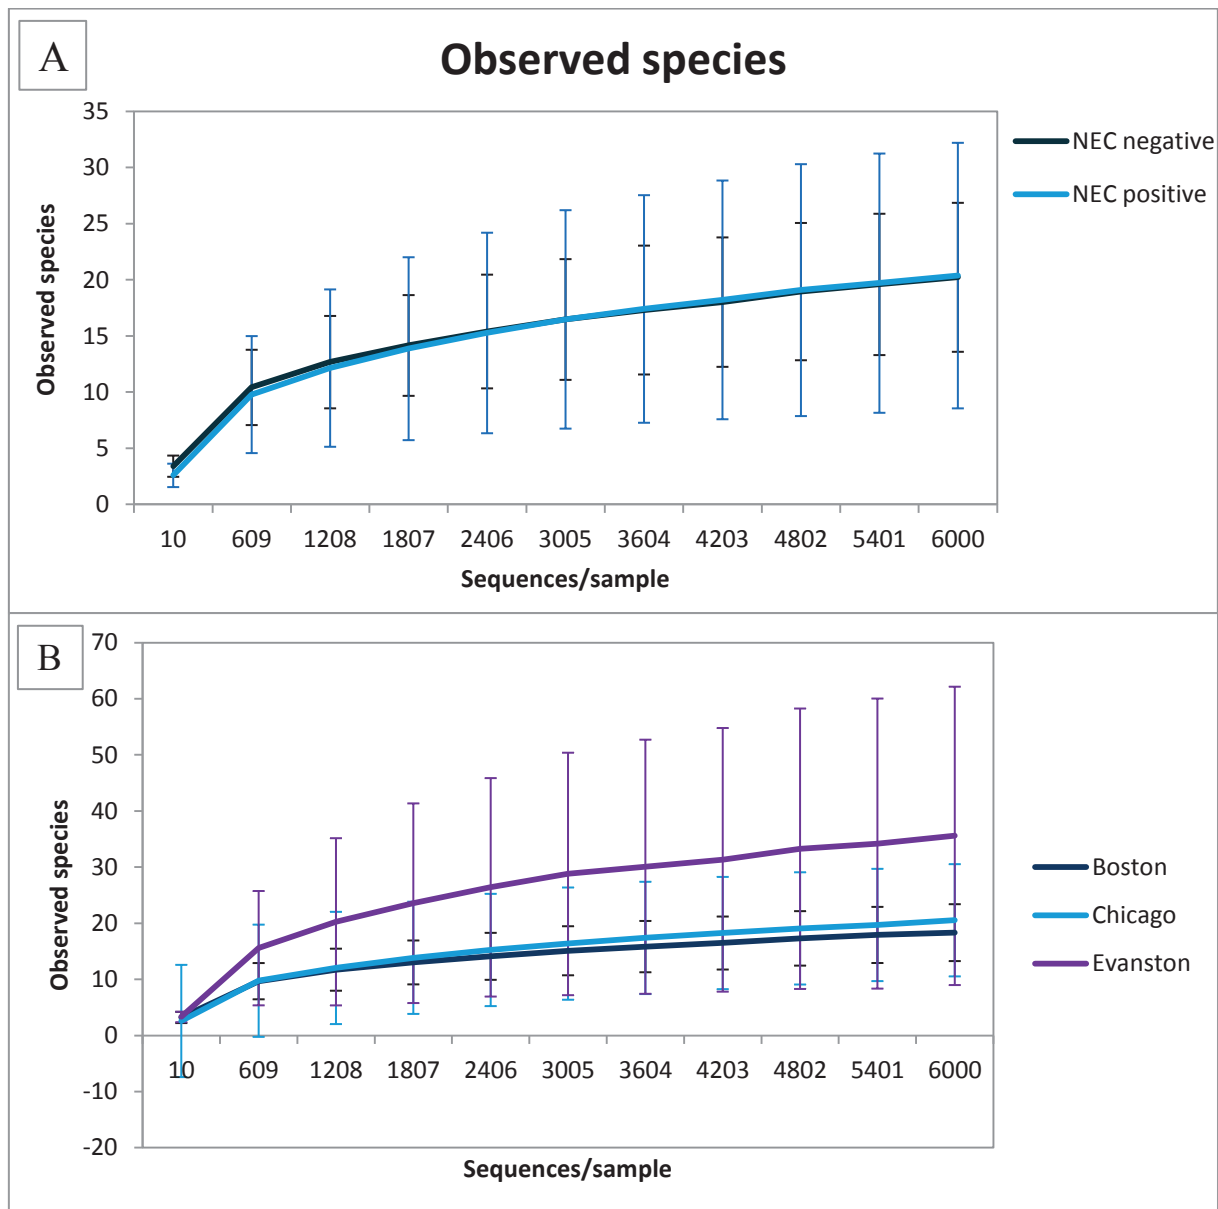 A
Observed species
35
30
25
20
15
10
5
0
Observed species
10 609 1208 1807 2406 3005 3604 4203 4802 5401 6000
Sequences/sample
NEC negative
NEC positive
B
70
60
50
40
30
20
10
0
-10
-20
Observed species
10 609 1208 1807 2406 3005 3604 4203 4802 5401 6000
Sequences/sample
Boston
Chicago
Evanston